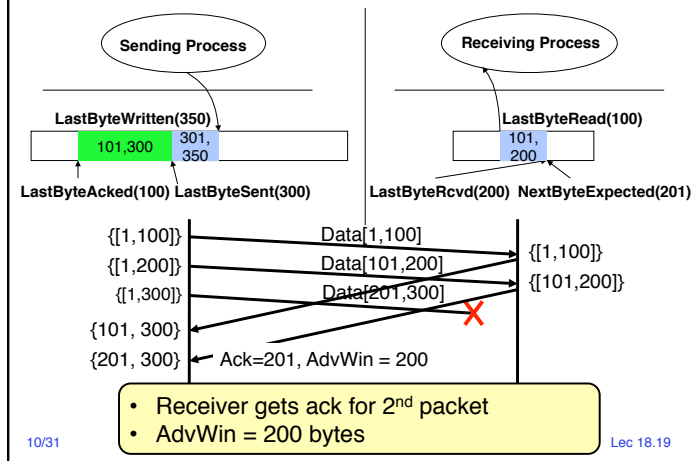 Sending Process
Receiving Process
LastByteWritten(350)
LastByteRead(100)
101,300
301,
350
101,
200
LastByteAcked(100)
LastByteSent(300)
LastByteRcvd(200)
NextByteExpected(201)
{[1,100]}
Data[1,100]
{[1,100]}
{[1,200]}
Data[101,200]
{[101,200]}
{[1,300]}
Data[201,300]
{101, 300}
{201, 300}
Ack=201, AdvWin = 200
• Receiver gets ack for 2nd packet
• AdvWin = 200 bytes
10/31
Lec 18.19